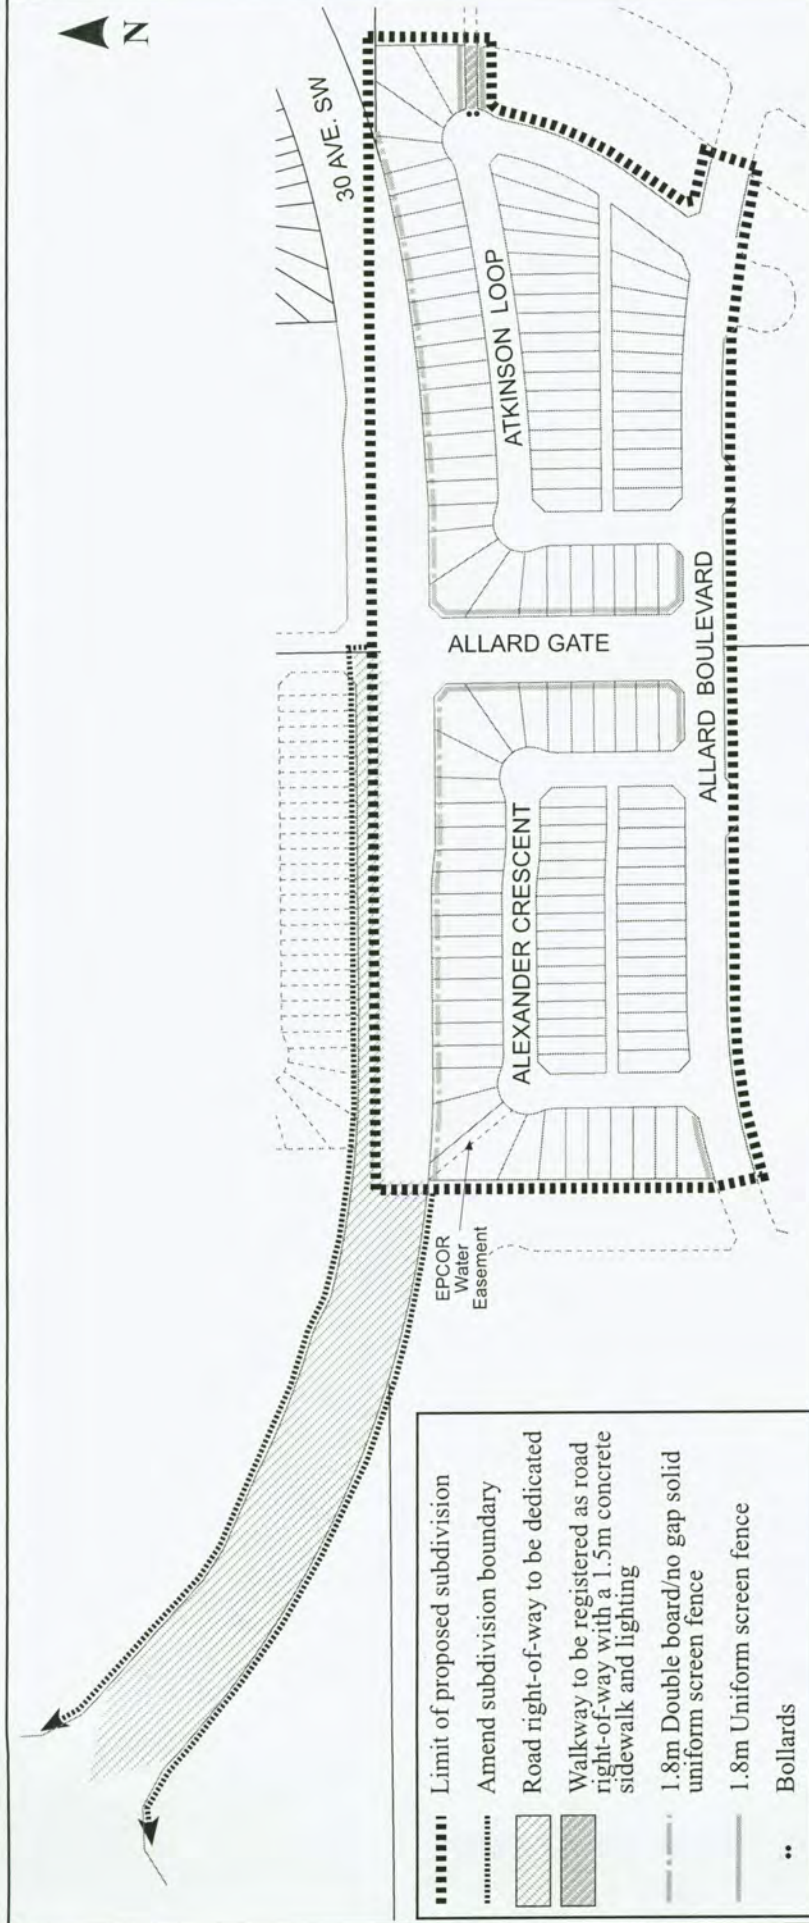 N
30 AVE. SW
ATKINSON LOOP
ALLARD GATE
ALLARD BOULEVARD
ALEXANDER CRESCENT
EPCOR
Water
Easement
Limit of proposed subdivision
Amend subdivision boundary
Road right-of-way to be dedicated
Walkway to be registered as road
right-of-way with a 1.5m concrete
sidewalk and lighting
1.8m Double board/no gap solid
uniform screen fence
1.8m Uniform screen fence
Bollards